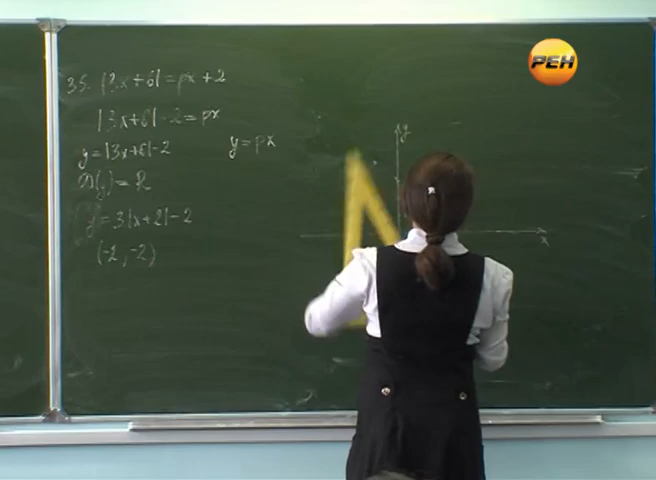 35. |3x+6|=px+2
|3x+6|-2=px
y=|3x+6|-2
y=px
D(y)=R
y=3|x+2|-2
(-2,-2)
y
x
РЕН